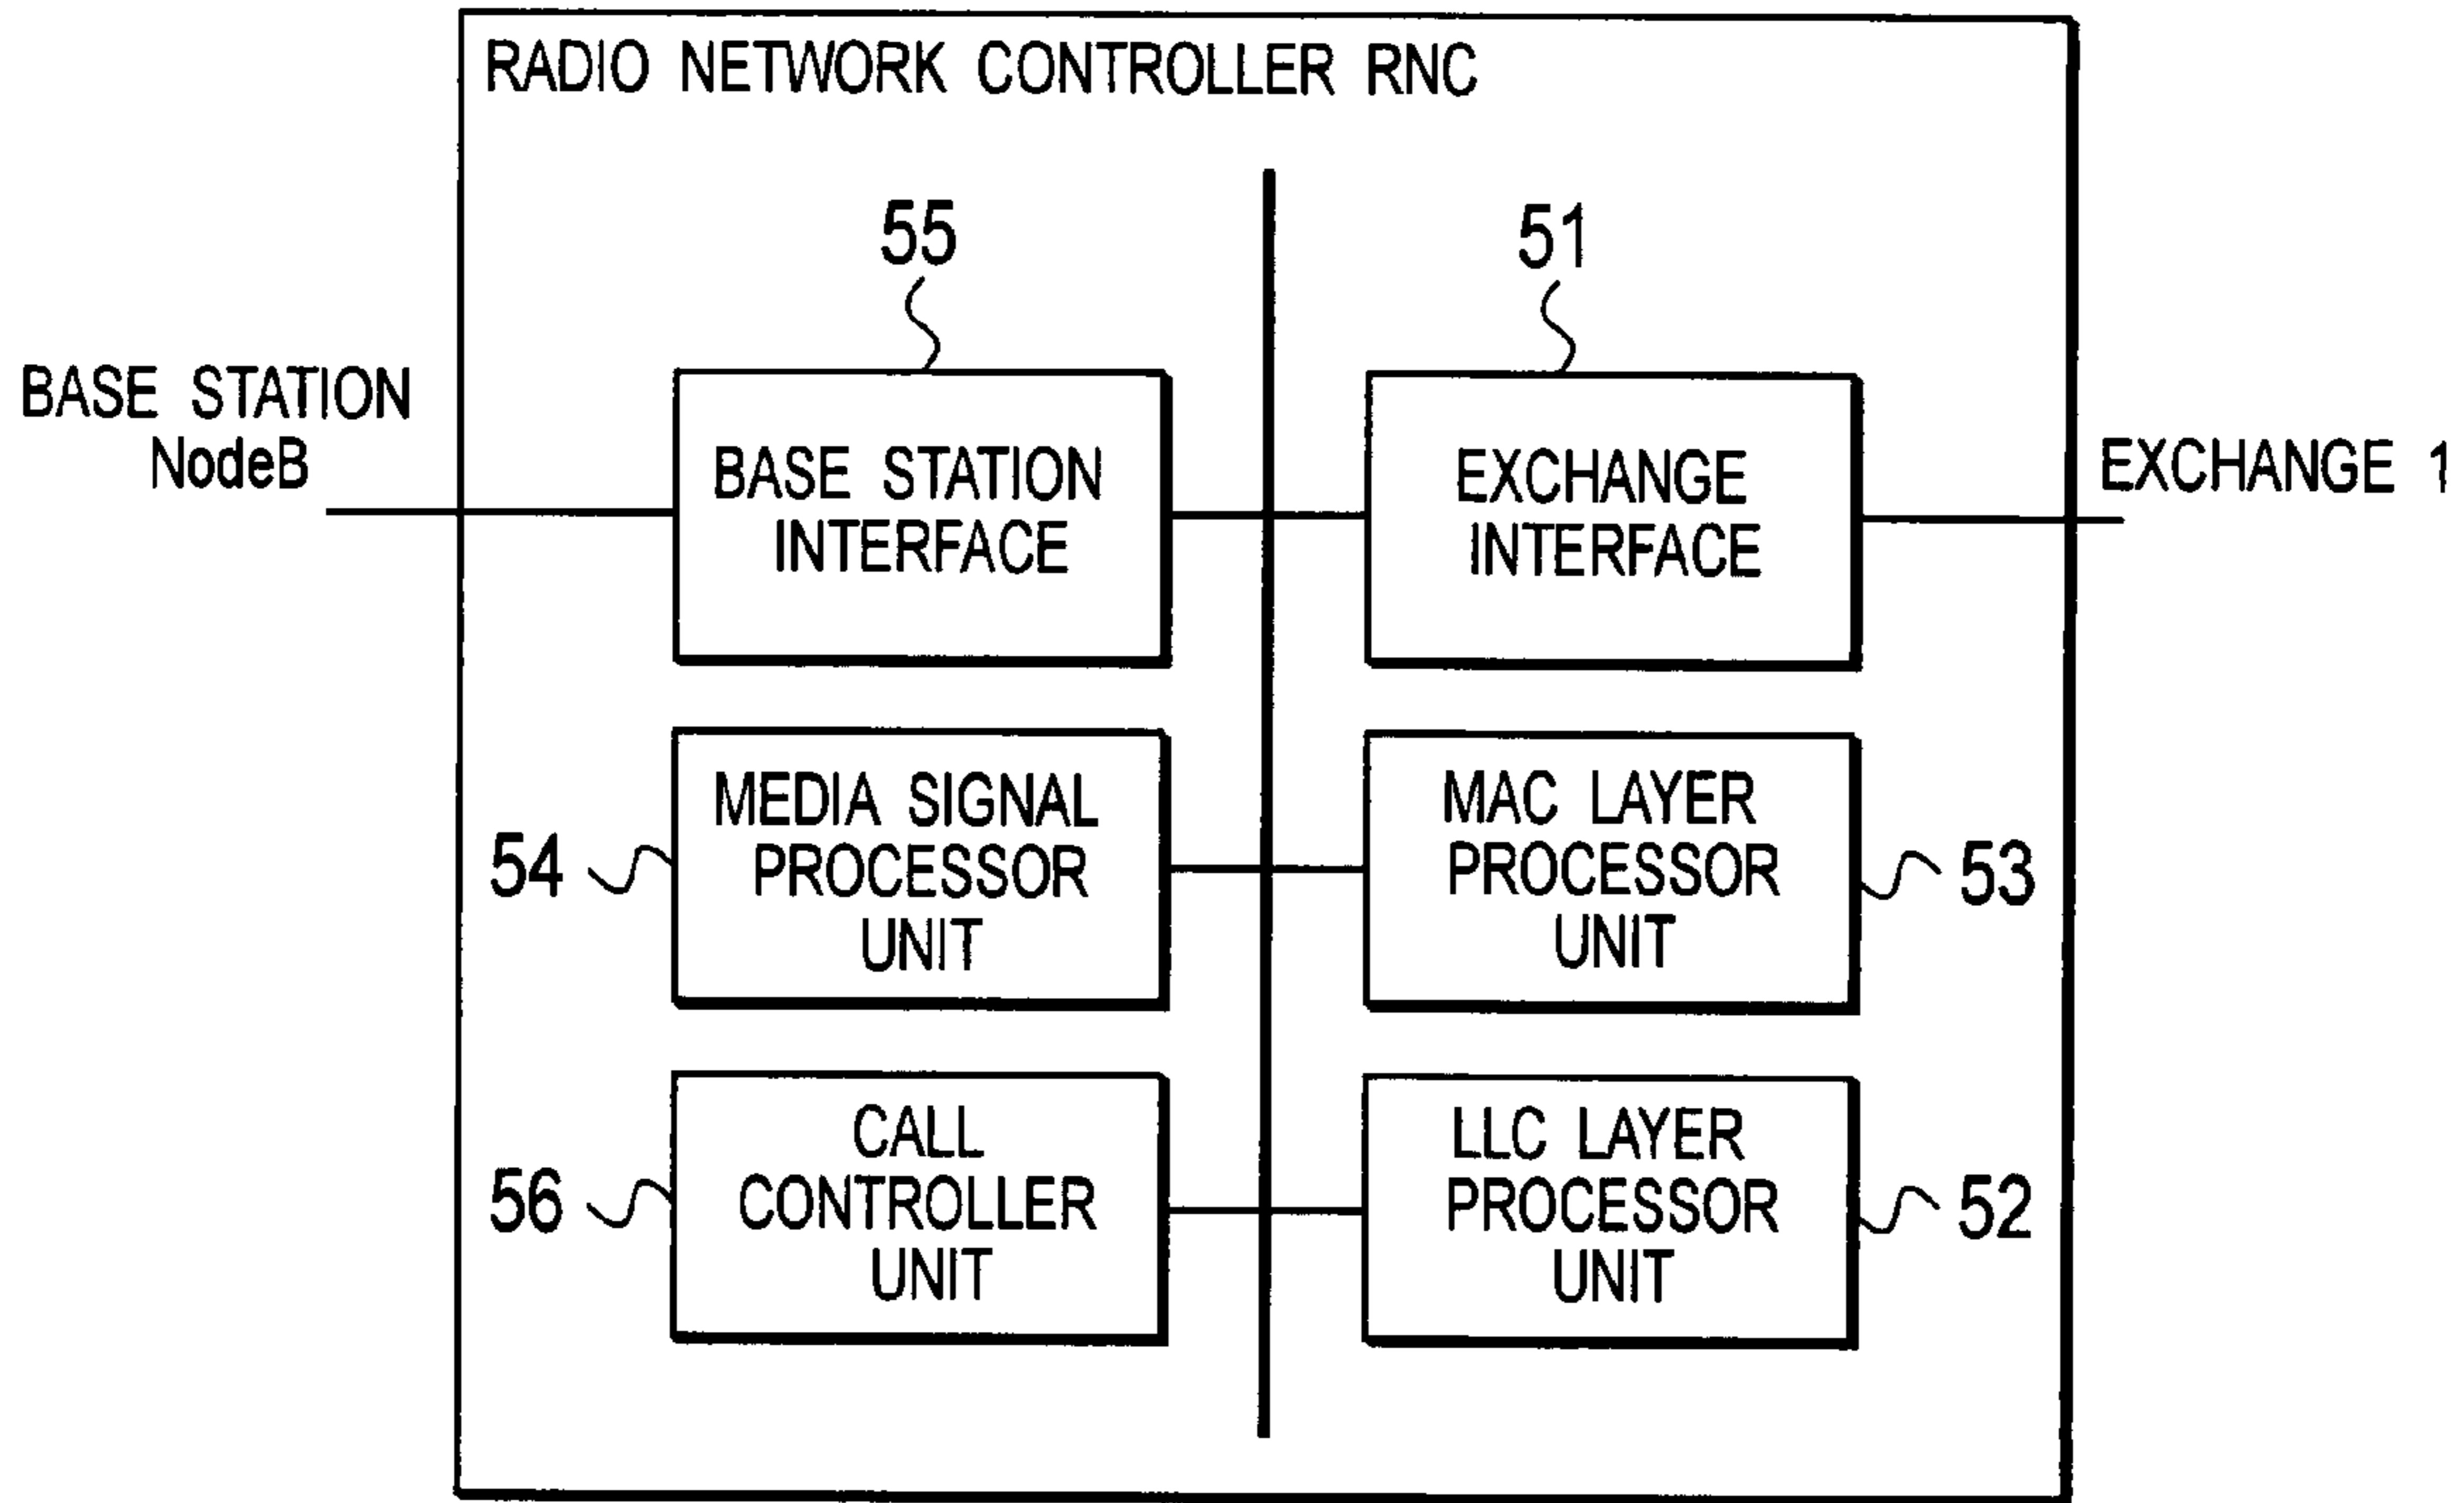 RADIO NETWORK CONTROLLER RNC
55
51
BASE STATION
NodeB
BASE STATION
INTERFACE
EXCHANGE
INTERFACE
EXCHANGE 1
54
MEDIA SIGNAL
PROCESSOR
UNIT
MAC LAYER
PROCESSOR
UNIT
53
56
CALL
CONTROLLER
UNIT
LLC LAYER
PROCESSOR
UNIT
52